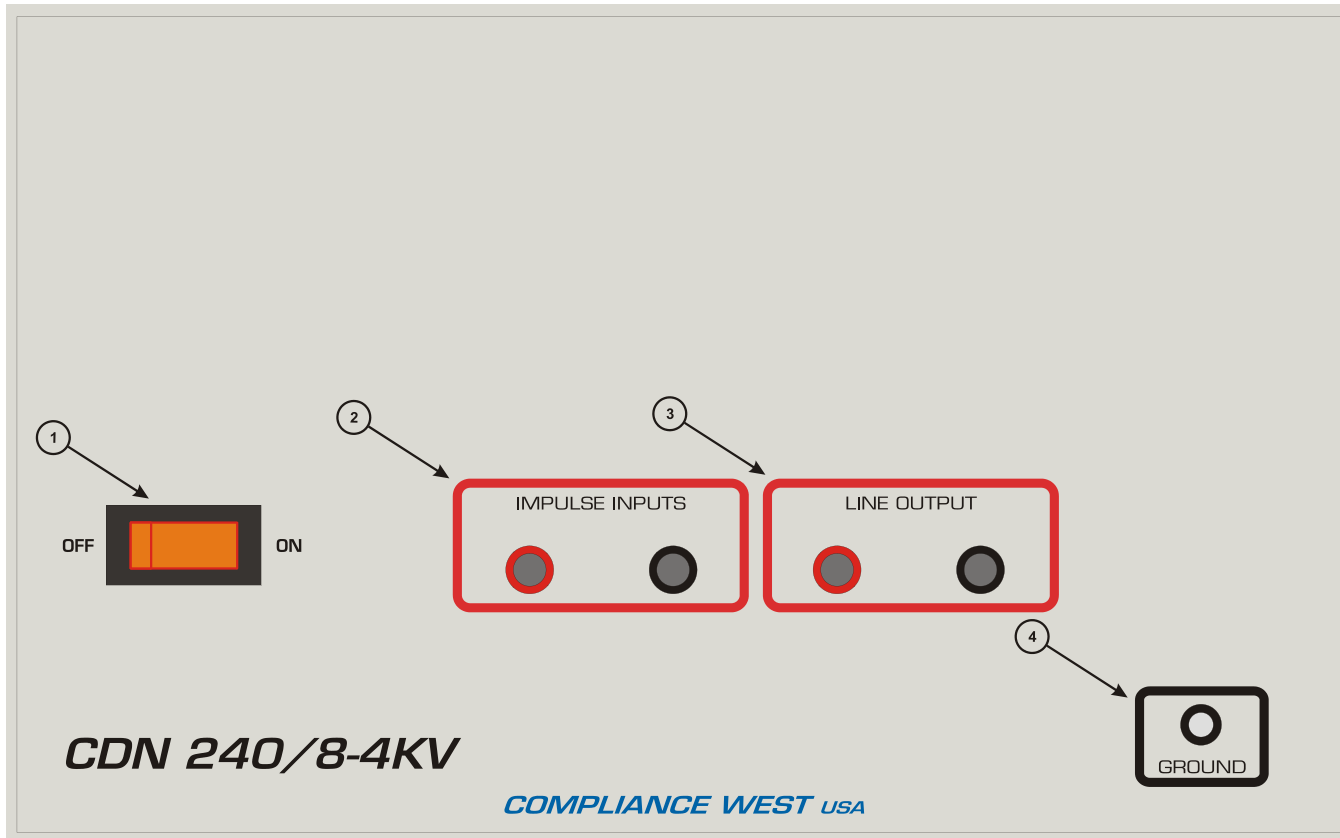 1
2
3
IMPULSE INPUTS
LINE OUTPUT
OFF
ON
4
GROUND
CDN 240/8-4KV
COMPLIANCE WEST USA